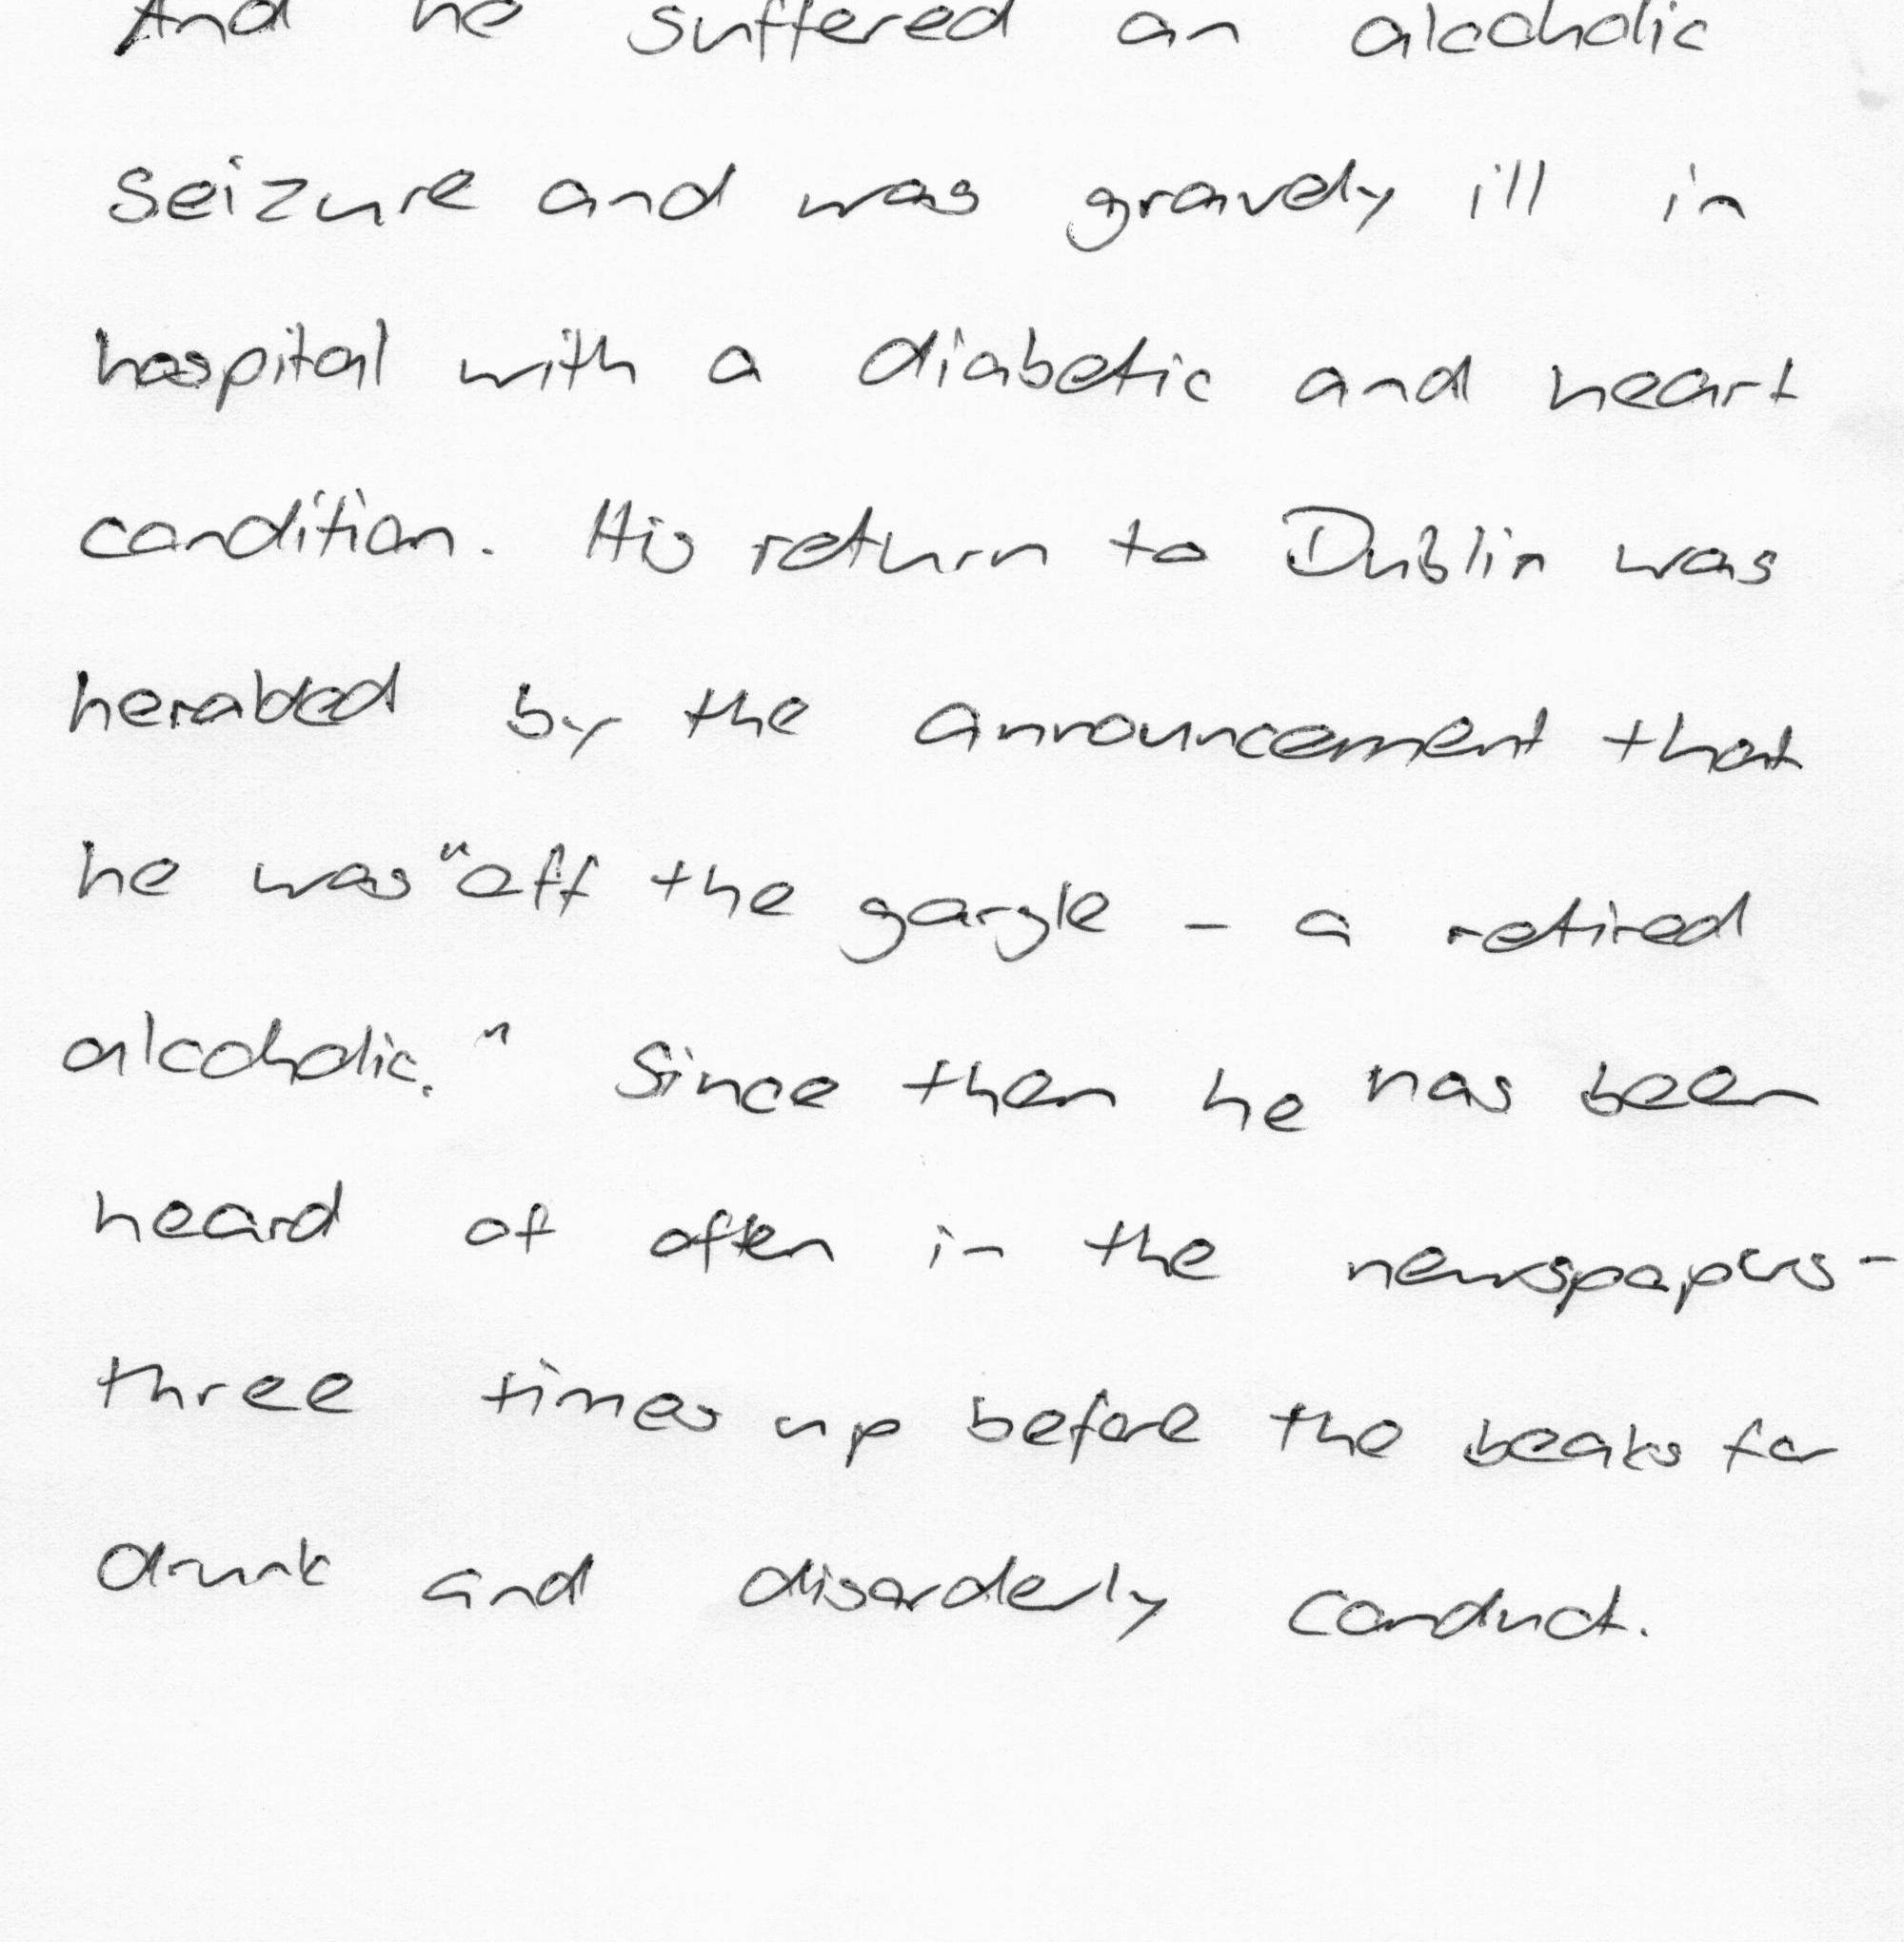 And he suffered an alcoholic
seizure and was gravely ill in
hospital with a diabetic and heart
condition. His return to Dublin was
heralded by the announcement that
he was "off the gargle - a retired
alcoholic." Since then he has been
heard of often in the newspapers -
three times up before the beaks for
drunk and disorderly conduct.